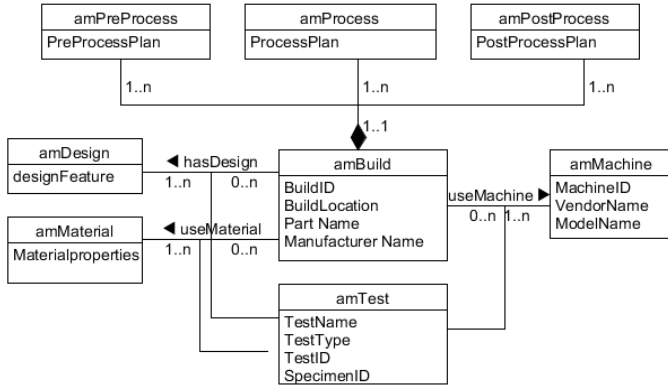 amPreProcess
PreProcessPlan
amProcess
ProcessPlan
amPostProcess
PostProcessPlan
1..n
1..n
1..n
1..1
amDesign
designFeature
hasDesign
1..n
0..n
amBuild
BuildID
BuildLocation
Part Name
Manufacturer Name
useMachine
0..n
1..n
amMachine
MachineID
VendorName
ModelName
amMaterial
Materialproperties
useMaterial
1..n
0..n
amTest
TestName
TestType
TestID
SpecimenID